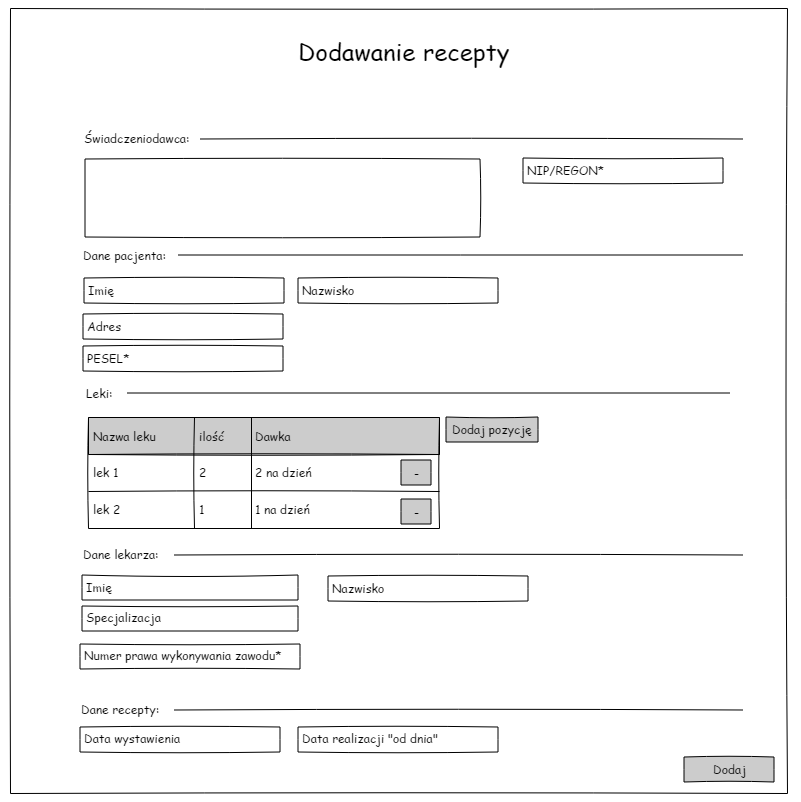 Dodawanie recepty
Świadczeniodawca:
NIP/REGON*
Dane pacjenta:
Imię Nazwisko
Adres
PESEL*
Leki:
Nazwa leku ilość Dawka Dodaj pozycję
lek 1 2 2 na dzień -
lek 2 1 1 na dzień -
Dane lekarza:
Imię Nazwisko
Specjalizacja
Numer prawa wykonywania zawodu*
Dane recepty:
Data wystawienia Data realizacji "od dnia"
Dodaj